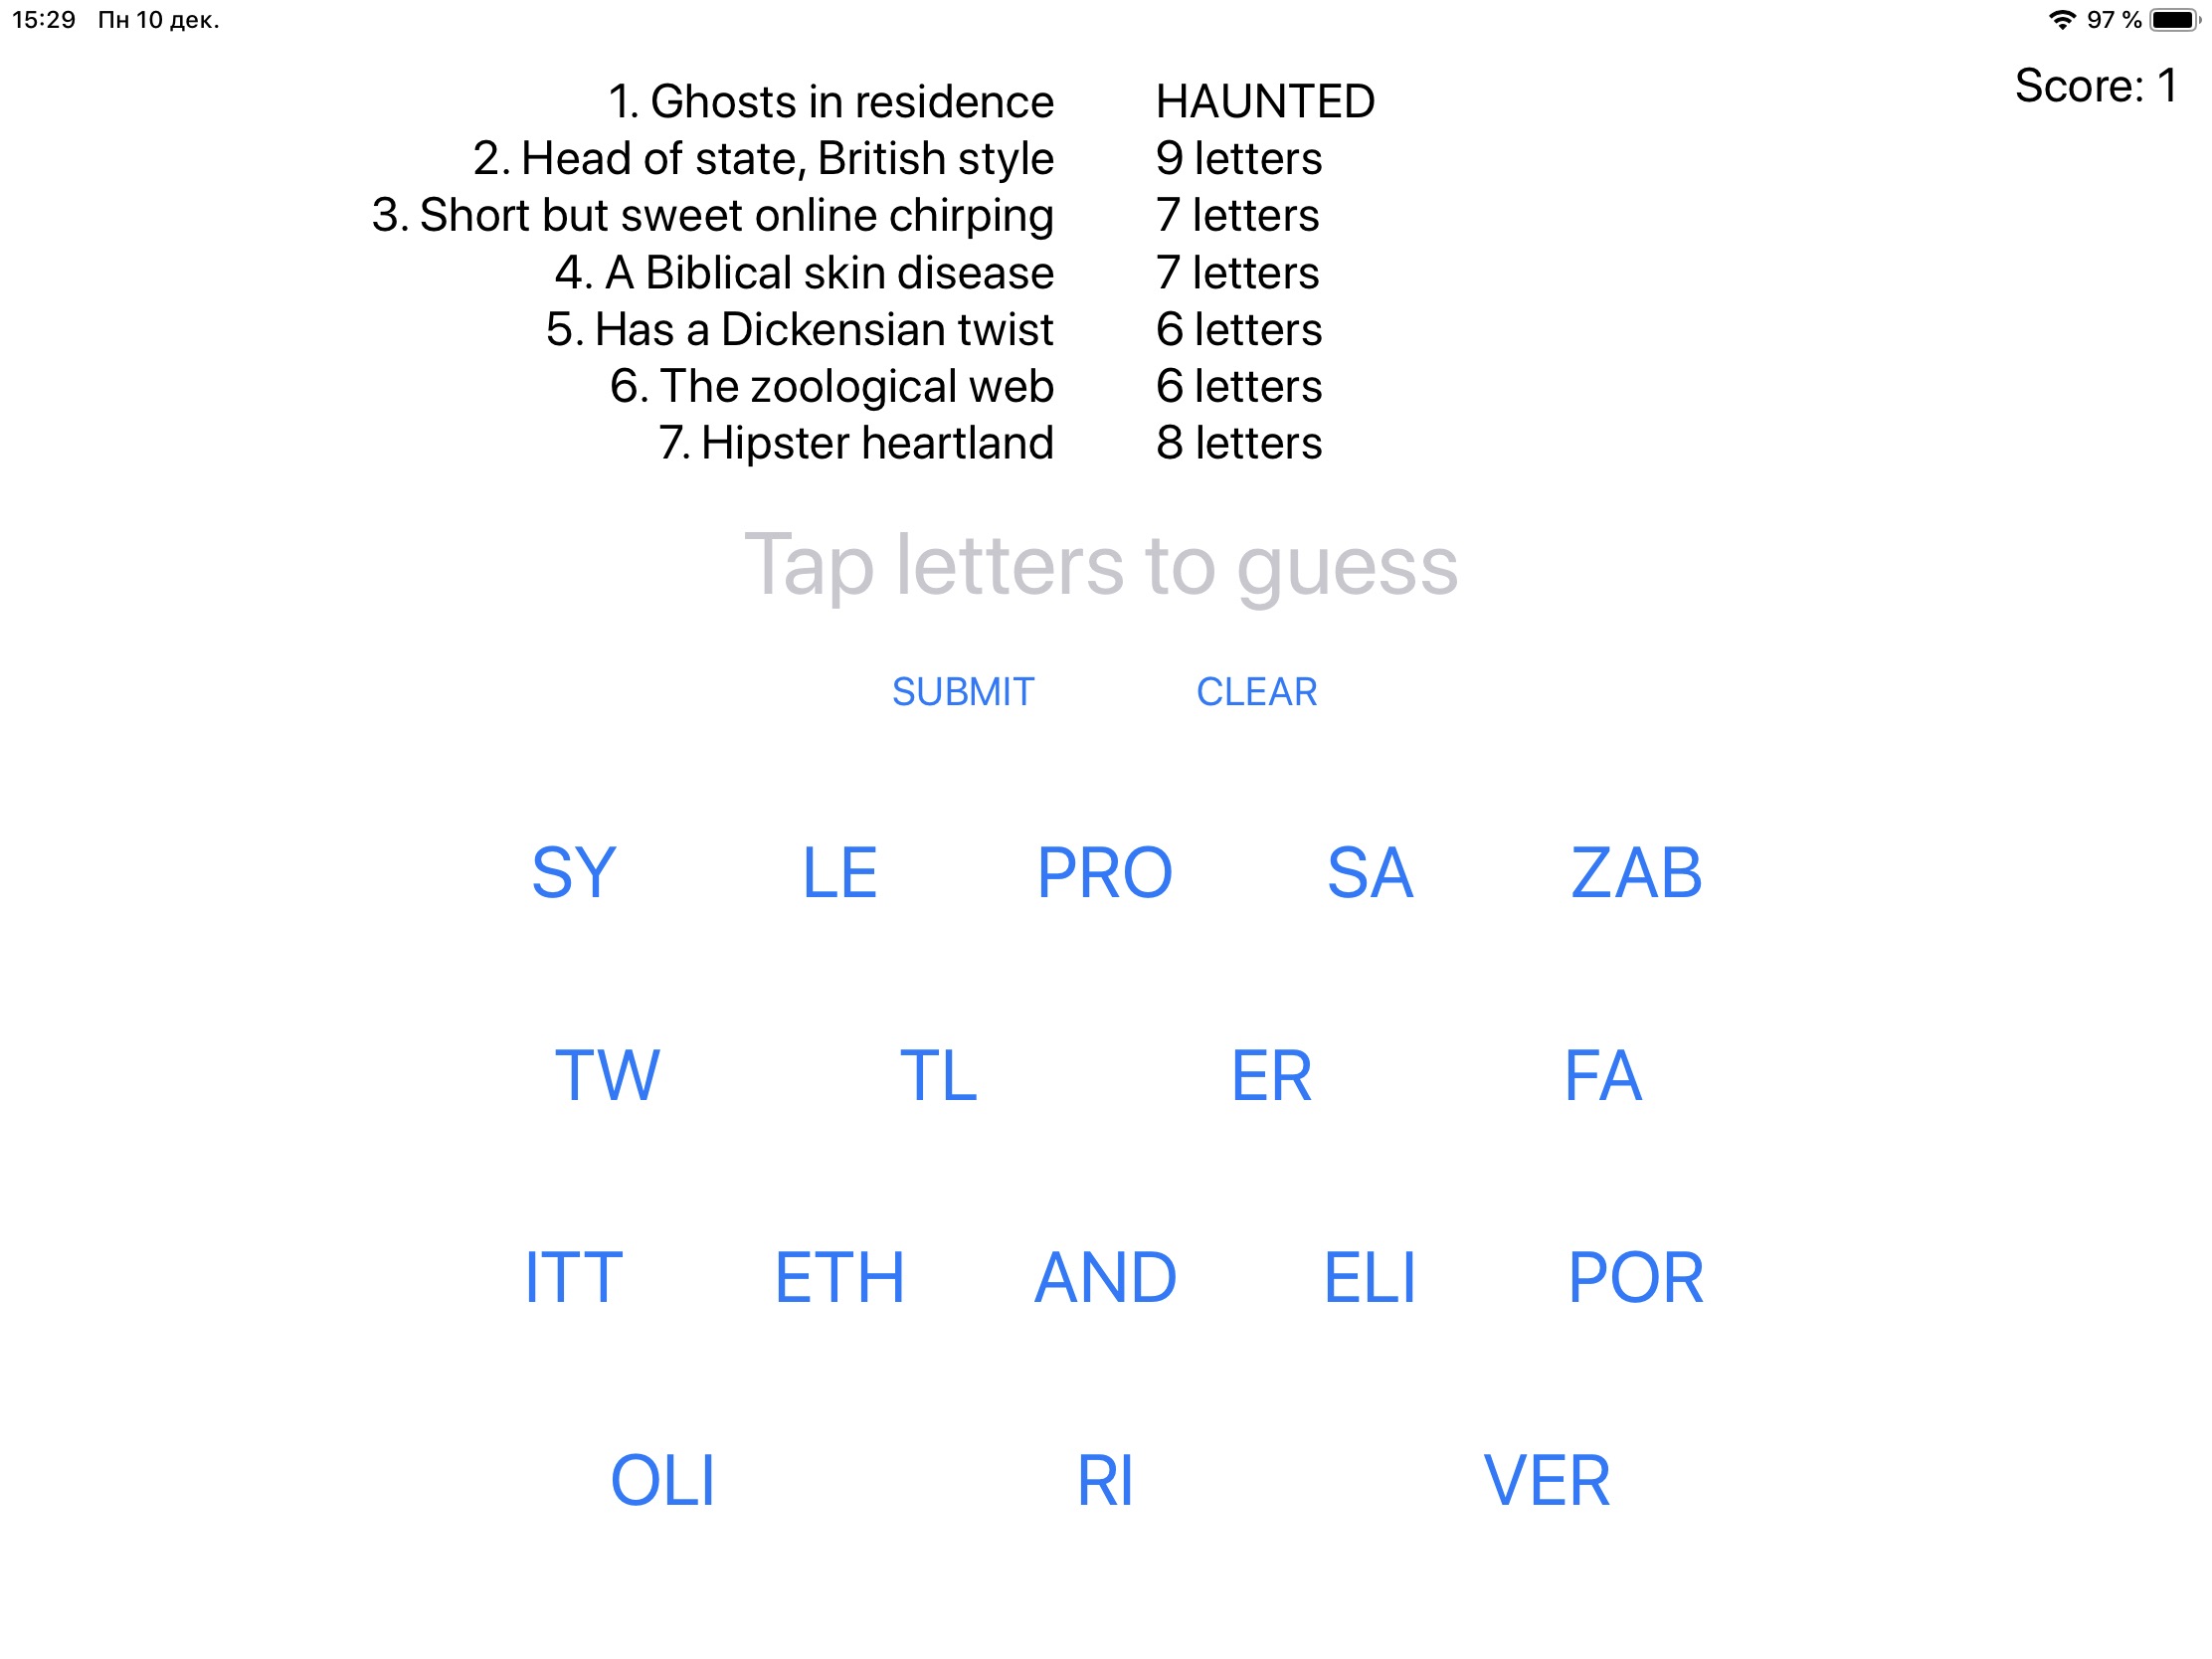 15:29 Пн 10 дек. 97 %
Score: 1
1. Ghosts in residence HAUNTED
2. Head of state, British style 9 letters
3. Short but sweet online chirping 7 letters
4. A Biblical skin disease 7 letters
5. Has a Dickensian twist 6 letters
6. The zoological web 6 letters
7. Hipster heartland 8 letters
Tap letters to guess
SUBMIT CLEAR
SY LE PRO SA ZAB
TW TL ER FA
ITT ETH AND ELI POR
OLI RI VER